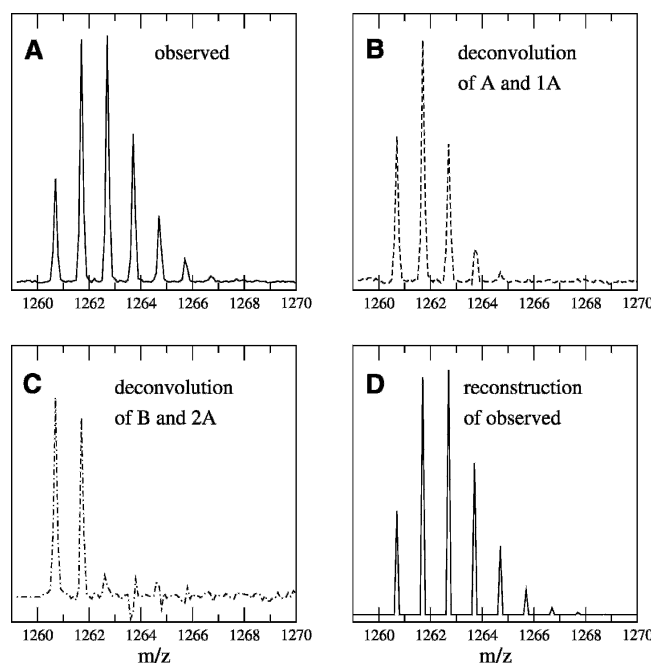 A
observed
1260 1262 1264 1266 1268 1270
B
deconvolution
of A and 1A
1260 1262 1264 1266 1268 1270
C
deconvolution
of B and 2A
1260 1262 1264 1266 1268 1270
m/z
D
reconstruction
of observed
1260 1262 1264 1266 1268 1270
m/z